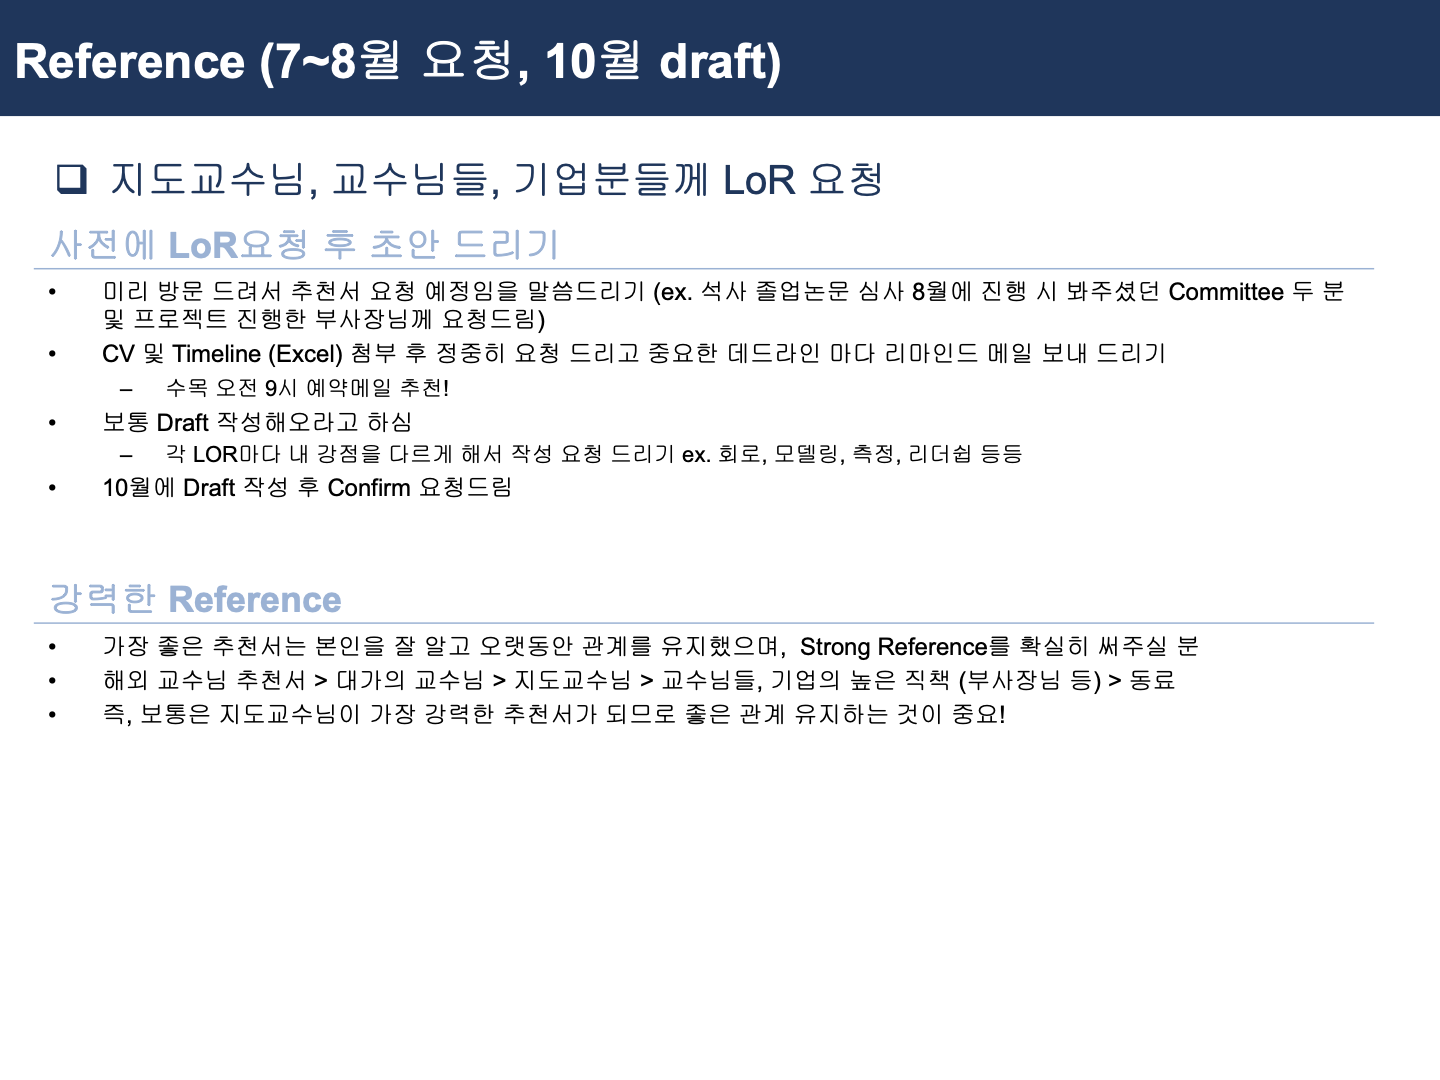 Reference (7~8월 요청, 10월 draft)
❑ 지도교수님, 교수님들, 기업분들께 LoR 요청
사전에 LoR요청 후 초안 드리기
• 미리 방문 드려서 추천서 요청 예정임을 말씀드리기 (ex. 석사 졸업논문 심사 8월에 진행 시 봐주셨던 Committee 두 분
및 프로젝트 진행한 부사장님께 요청드림)
• CV 및 Timeline (Excel) 첨부 후 정중히 요청 드리고 중요한 데드라인 마다 리마인드 메일 보내 드리기
– 수목 오전 9시 예약메일 추천!
• 보통 Draft 작성해오라고 하심
– 각 LOR마다 내 강점을 다르게 해서 작성 요청 드리기 ex. 회로, 모델링, 측정, 리더쉽 등등
• 10월에 Draft 작성 후 Confirm 요청드림
강력한 Reference
• 가장 좋은 추천서는 본인을 잘 알고 오랫동안 관계를 유지했으며, Strong Reference를 확실히 써주실 분
• 해외 교수님 추천서 > 대가의 교수님 > 지도교수님 > 교수님들, 기업의 높은 직책 (부사장님 등) > 동료
• 즉, 보통은 지도교수님이 가장 강력한 추천서가 되므로 좋은 관계 유지하는 것이 중요!